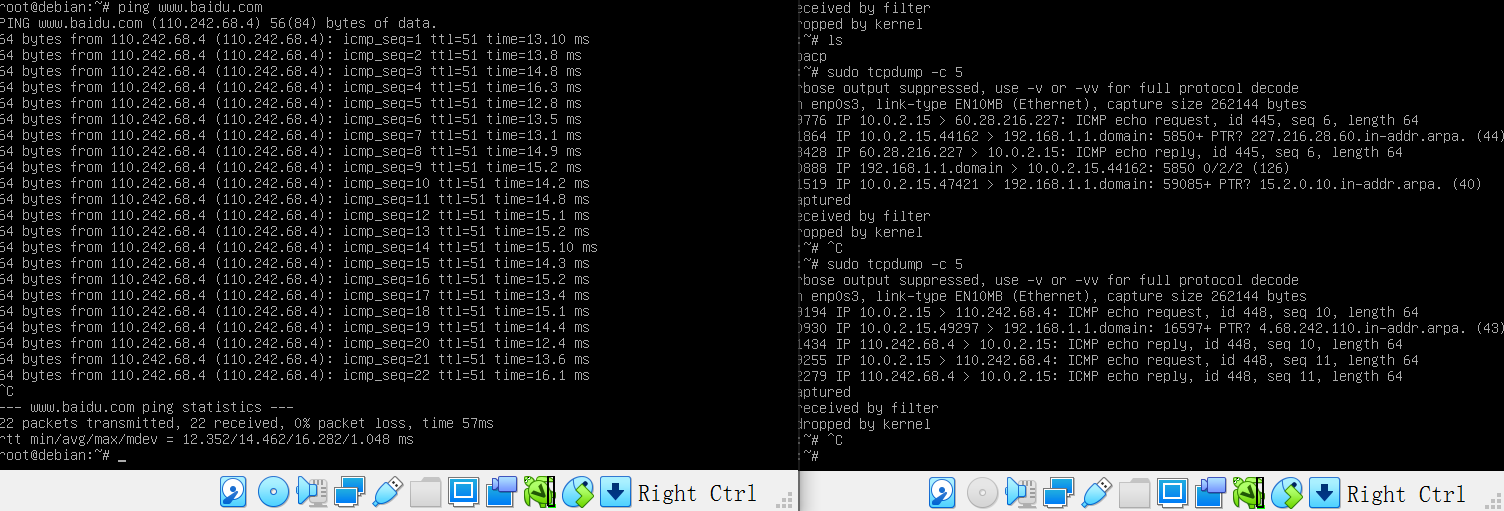 root@debian:~# ping www.baidu.com
PING www.baidu.com (110.242.68.4) 56(84) bytes of data.
64 bytes from 110.242.68.4 (110.242.68.4): icmp_seq=1 ttl=51 time=13.10 ms
64 bytes from 110.242.68.4 (110.242.68.4): icmp_seq=2 ttl=51 time=13.8 ms
64 bytes from 110.242.68.4 (110.242.68.4): icmp_seq=3 ttl=51 time=14.8 ms
64 bytes from 110.242.68.4 (110.242.68.4): icmp_seq=4 ttl=51 time=16.3 ms
64 bytes from 110.242.68.4 (110.242.68.4): icmp_seq=5 ttl=51 time=12.8 ms
64 bytes from 110.242.68.4 (110.242.68.4): icmp_seq=6 ttl=51 time=13.5 ms
64 bytes from 110.242.68.4 (110.242.68.4): icmp_seq=7 ttl=51 time=13.1 ms
64 bytes from 110.242.68.4 (110.242.68.4): icmp_seq=8 ttl=51 time=14.9 ms
64 bytes from 110.242.68.4 (110.242.68.4): icmp_seq=9 ttl=51 time=15.2 ms
64 bytes from 110.242.68.4 (110.242.68.4): icmp_seq=10 ttl=51 time=14.2 ms
64 bytes from 110.242.68.4 (110.242.68.4): icmp_seq=11 ttl=51 time=14.8 ms
64 bytes from 110.242.68.4 (110.242.68.4): icmp_seq=12 ttl=51 time=15.1 ms
64 bytes from 110.242.68.4 (110.242.68.4): icmp_seq=13 ttl=51 time=15.2 ms
64 bytes from 110.242.68.4 (110.242.68.4): icmp_seq=14 ttl=51 time=15.10 ms
64 bytes from 110.242.68.4 (110.242.68.4): icmp_seq=15 ttl=51 time=14.3 ms
64 bytes from 110.242.68.4 (110.242.68.4): icmp_seq=16 ttl=51 time=15.2 ms
64 bytes from 110.242.68.4 (110.242.68.4): icmp_seq=17 ttl=51 time=13.4 ms
64 bytes from 110.242.68.4 (110.242.68.4): icmp_seq=18 ttl=51 time=15.1 ms
64 bytes from 110.242.68.4 (110.242.68.4): icmp_seq=19 ttl=51 time=14.4 ms
64 bytes from 110.242.68.4 (110.242.68.4): icmp_seq=20 ttl=51 time=12.4 ms
64 bytes from 110.242.68.4 (110.242.68.4): icmp_seq=21 ttl=51 time=13.6 ms
64 bytes from 110.242.68.4 (110.242.68.4): icmp_seq=22 ttl=51 time=16.1 ms
^C
--- www.baidu.com ping statistics ---
22 packets transmitted, 22 received, 0% packet loss, time 57ms
rtt min/avg/max/mdev = 12.352/14.462/16.282/1.048 ms
root@debian:~# _
Right Ctrl
eceived by filter
ropped by kernel
:~# ls
pacp
:~# sudo tcpdump -c 5
rbose output suppressed, use -v or -vv for full protocol decode
n enp0s3, link-type EN10MB (Ethernet), capture size 262144 bytes
9776 IP 10.0.2.15 > 60.28.216.227: ICMP echo request, id 445, seq 6, length 64
1864 IP 10.0.2.15.44162 > 192.168.1.1.domain: 5850+ PTR? 227.216.28.60.in-addr.arpa. (44)
8428 IP 60.28.216.227 > 10.0.2.15: ICMP echo reply, id 445, seq 6, length 64
0888 IP 192.168.1.1.domain > 10.0.2.15.44162: 5850 0/2/2 (126)
1519 IP 10.0.2.15.47421 > 192.168.1.1.domain: 59085+ PTR? 15.2.0.10.in-addr.arpa. (40)
aptured
eceived by filter
ropped by kernel
:~# ^C
:~# sudo tcpdump -c 5
rbose output suppressed, use -v or -vv for full protocol decode
n enp0s3, link-type EN10MB (Ethernet), capture size 262144 bytes
9194 IP 10.0.2.15 > 110.242.68.4: ICMP echo request, id 448, seq 10, length 64
0930 IP 10.0.2.15.49297 > 192.168.1.1.domain: 16597+ PTR? 4.68.242.110.in-addr.arpa. (43)
1434 IP 110.242.68.4 > 10.0.2.15: ICMP echo reply, id 448, seq 10, length 64
9255 IP 10.0.2.15 > 110.242.68.4: ICMP echo request, id 448, seq 11, length 64
2279 IP 110.242.68.4 > 10.0.2.15: ICMP echo reply, id 448, seq 11, length 64
aptured
received by filter
dropped by kernel
:~# ^C
:~#
Right Ctrl